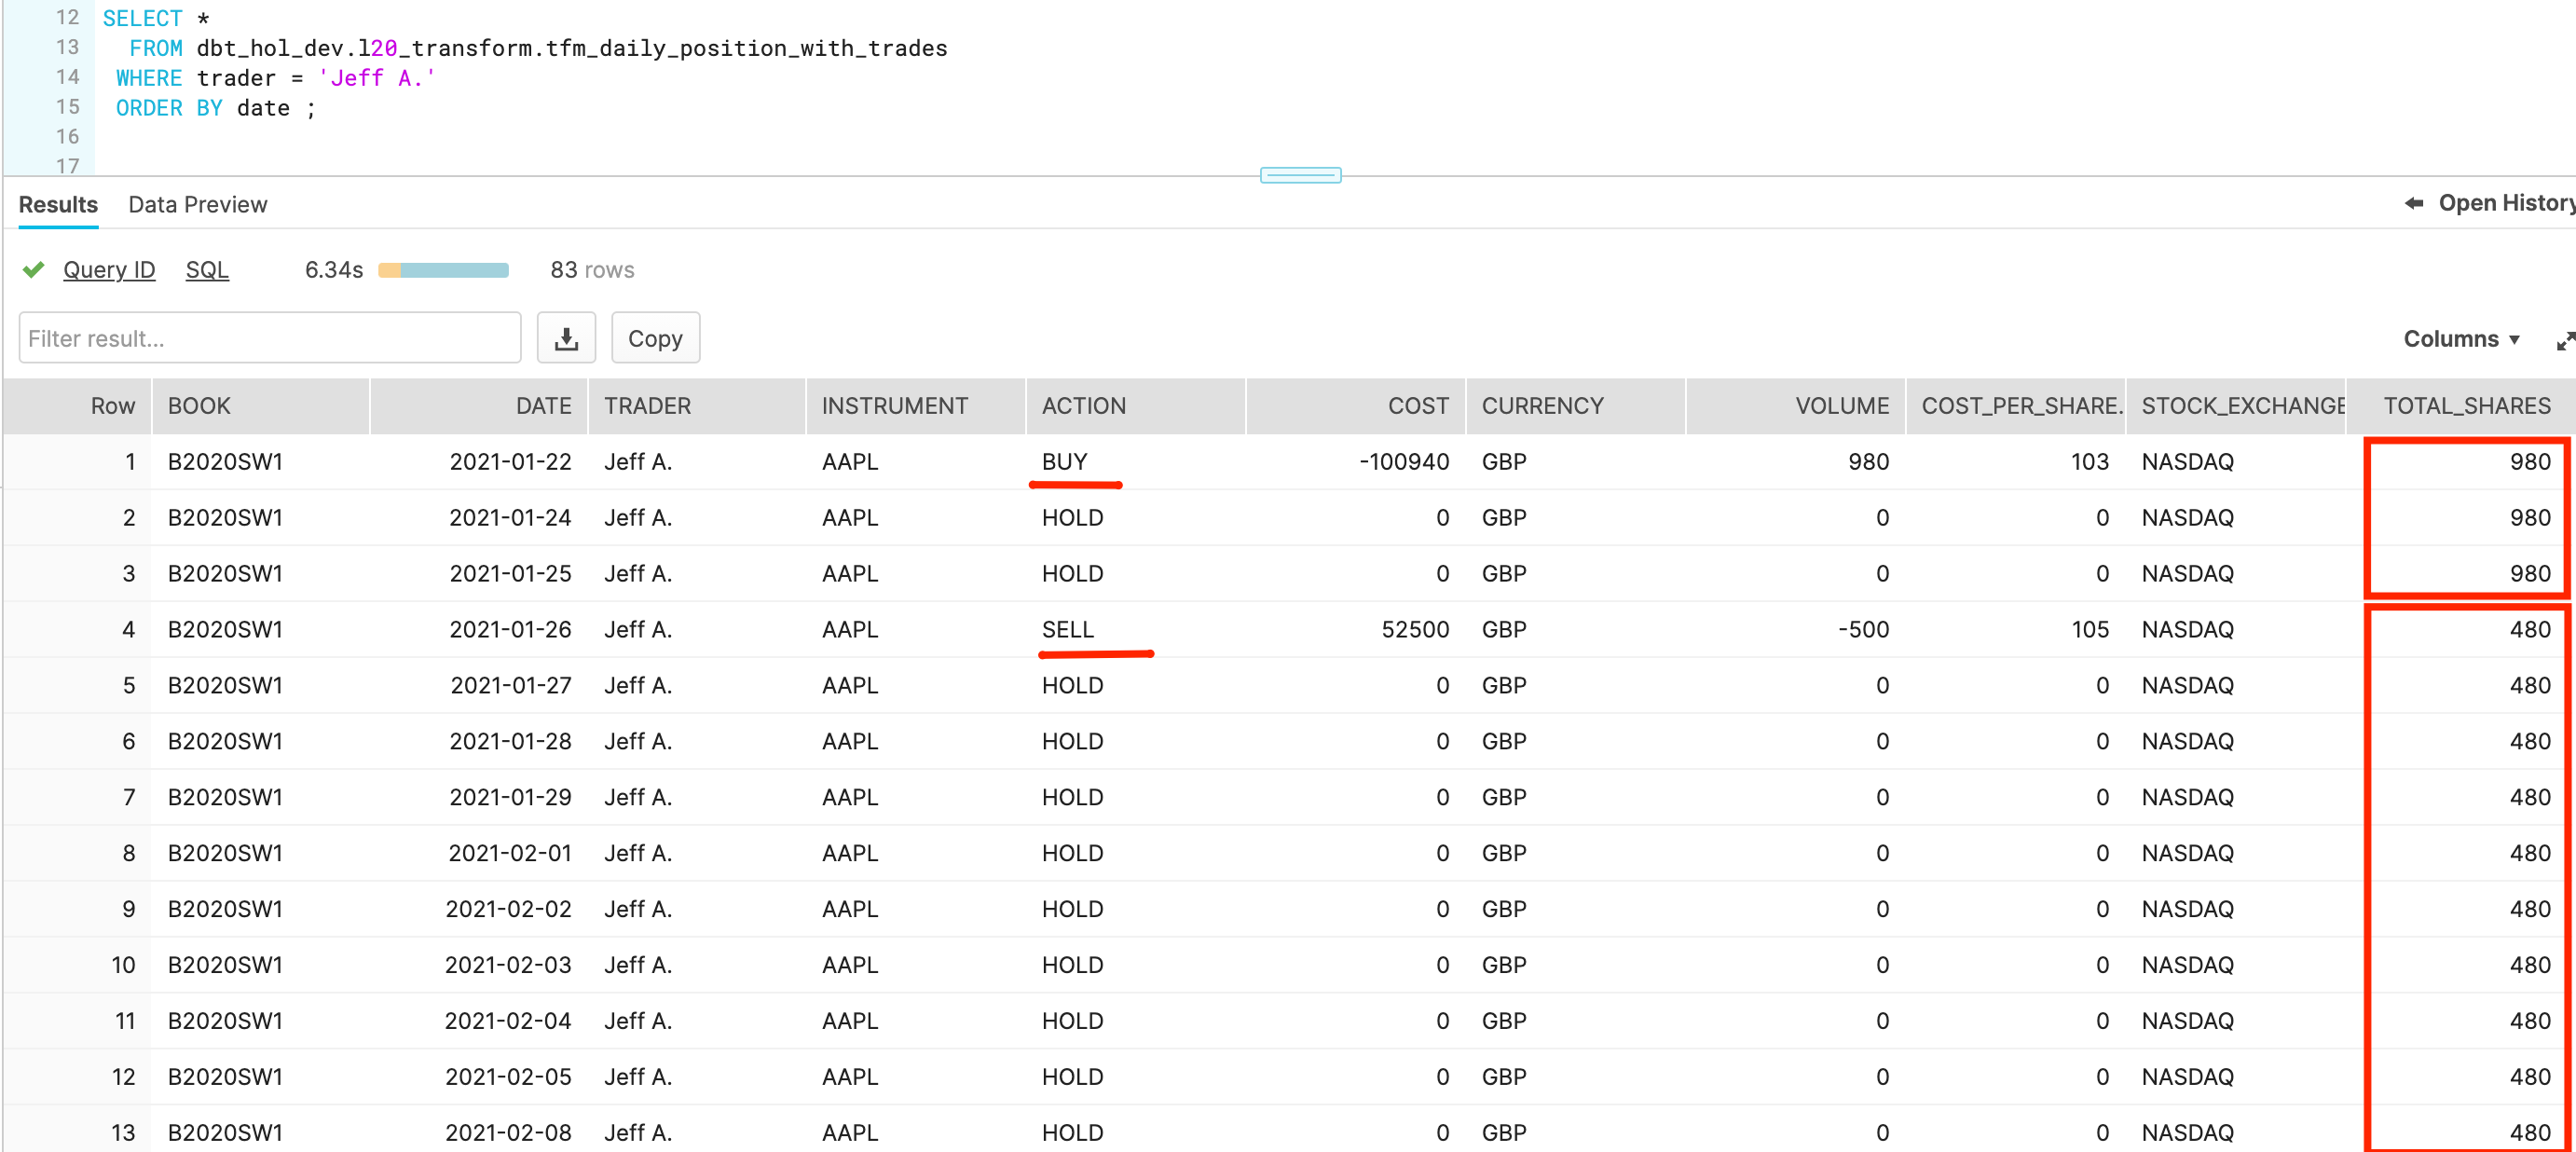 12 SELECT *
13 FROM dbt_hol_dev.l20_transform.tfm_daily_position_with_trades
14 WHERE trader = 'Jeff A.'
15 ORDER BY date ;
16
17
Results Data Preview Open History
Query ID SQL 6.34s 83 rows
Filter result... Copy Columns
Row BOOK DATE TRADER INSTRUMENT ACTION COST CURRENCY VOLUME COST_PER_SHARE. STOCK_EXCHANGE TOTAL_SHARES
1 B2020SW1 2021-01-22 Jeff A. AAPL BUY -100940 GBP 980 103 NASDAQ 980
2 B2020SW1 2021-01-24 Jeff A. AAPL HOLD 0 GBP 0 0 NASDAQ 980
3 B2020SW1 2021-01-25 Jeff A. AAPL HOLD 0 GBP 0 0 NASDAQ 980
4 B2020SW1 2021-01-26 Jeff A. AAPL SELL 52500 GBP -500 105 NASDAQ 480
5 B2020SW1 2021-01-27 Jeff A. AAPL HOLD 0 GBP 0 0 NASDAQ 480
6 B2020SW1 2021-01-28 Jeff A. AAPL HOLD 0 GBP 0 0 NASDAQ 480
7 B2020SW1 2021-01-29 Jeff A. AAPL HOLD 0 GBP 0 0 NASDAQ 480
8 B2020SW1 2021-02-01 Jeff A. AAPL HOLD 0 GBP 0 0 NASDAQ 480
9 B2020SW1 2021-02-02 Jeff A. AAPL HOLD 0 GBP 0 0 NASDAQ 480
10 B2020SW1 2021-02-03 Jeff A. AAPL HOLD 0 GBP 0 0 NASDAQ 480
11 B2020SW1 2021-02-04 Jeff A. AAPL HOLD 0 GBP 0 0 NASDAQ 480
12 B2020SW1 2021-02-05 Jeff A. AAPL HOLD 0 GBP 0 0 NASDAQ 480
13 B2020SW1 2021-02-08 Jeff A. AAPL HOLD 0 GBP 0 0 NASDAQ 480